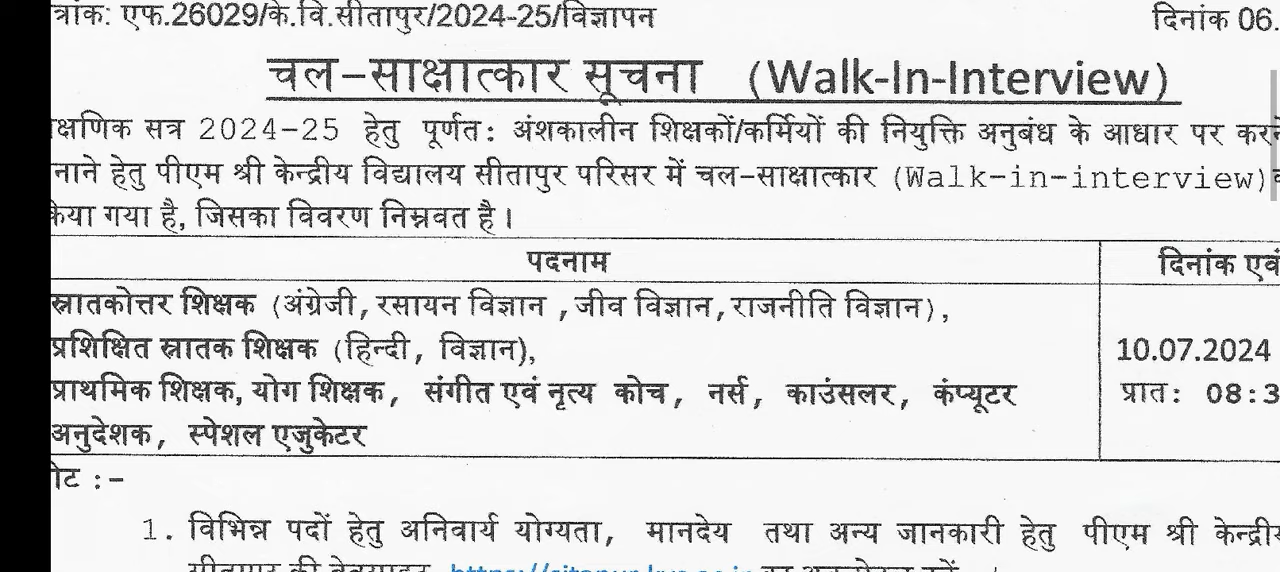 त्रांक: एफ.26029/के.वि.सीतापुर/2024-25/विज्ञापन दिनांक 06.
चल-साक्षात्कार सूचना (Walk-In-Interview)
क्षणिक सत्र 2024-25 हेतु पूर्णत: अंशकालीन शिक्षकों/कर्मियों की नियुक्ति अनुबंध के आधार पर करने
नाने हेतु पीएम श्री केन्द्रीय विद्यालय सीतापुर परिसर में चल-साक्षात्कार (Walk-in-interview)
केया गया है, जिसका विवरण निम्नवत है।
पदनाम दिनांक एवं
स्नातकोत्तर शिक्षक (अंग्रेजी, रसायन विज्ञान ,जीव विज्ञान, राजनीति विज्ञान),
प्रशिक्षित स्नातक शिक्षक (हिन्दी, विज्ञान), 10.07.2024
प्राथमिक शिक्षक, योग शिक्षक, संगीत एवं नृत्य कोच, नर्स, काउंसलर, कंप्यूटर प्रात: 08:3
अनुदेशक, स्पेशल एजुकेटर
ोट :-
1. विभिन्न पदों हेतु अनिवार्य योग्यता, मानदेय तथा अन्य जानकारी हेतु पीएम श्री केन्द्रीय